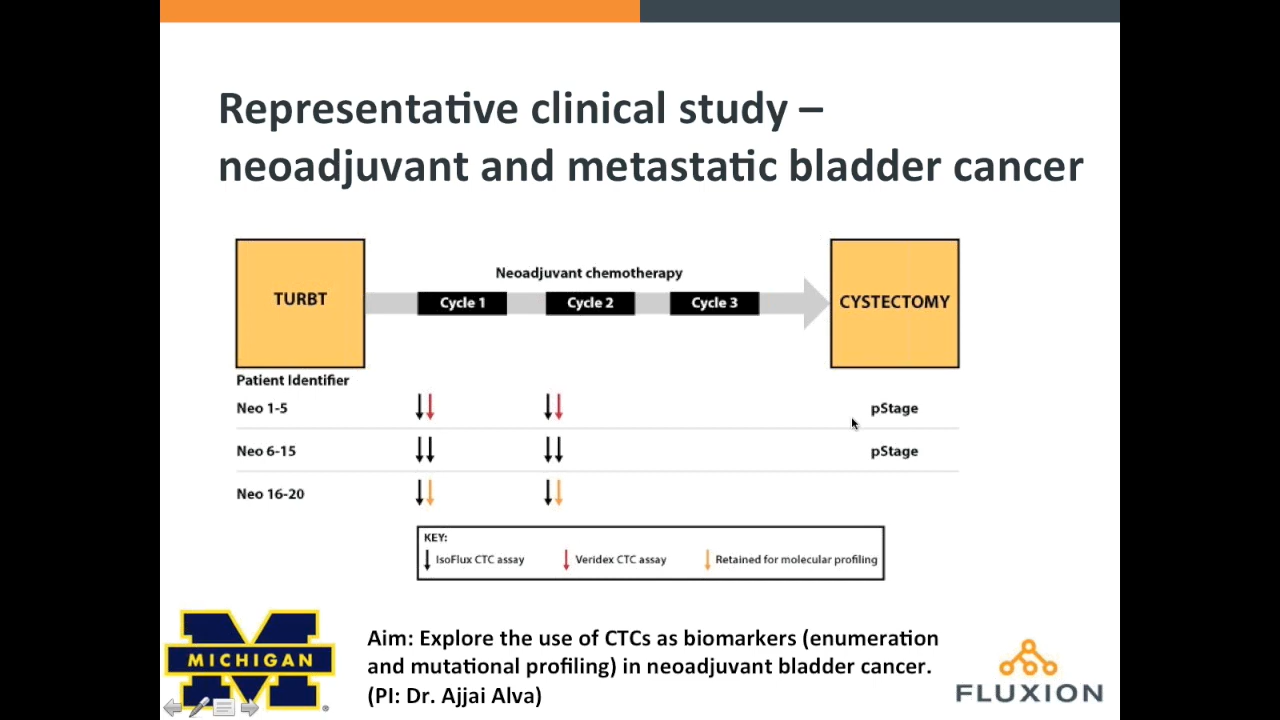 Representative clinical study –
neoadjuvant and metastatic bladder cancer
TURBT
Neoadjuvant chemotherapy
Cycle 1
Cycle 2
Cycle 3
CYSTECTOMY
Patient Identifier
Neo 1-5
pStage
Neo 6-15
pStage
Neo 16-20
KEY:
IsoFlux CTC assay
Veridex CTC assay
Retained for molecular profiling
MICHIGAN
Aim: Explore the use of CTCs as biomarkers (enumeration
and mutational profiling) in neoadjuvant bladder cancer.
(PI: Dr. Ajjai Alva)
FLUXION